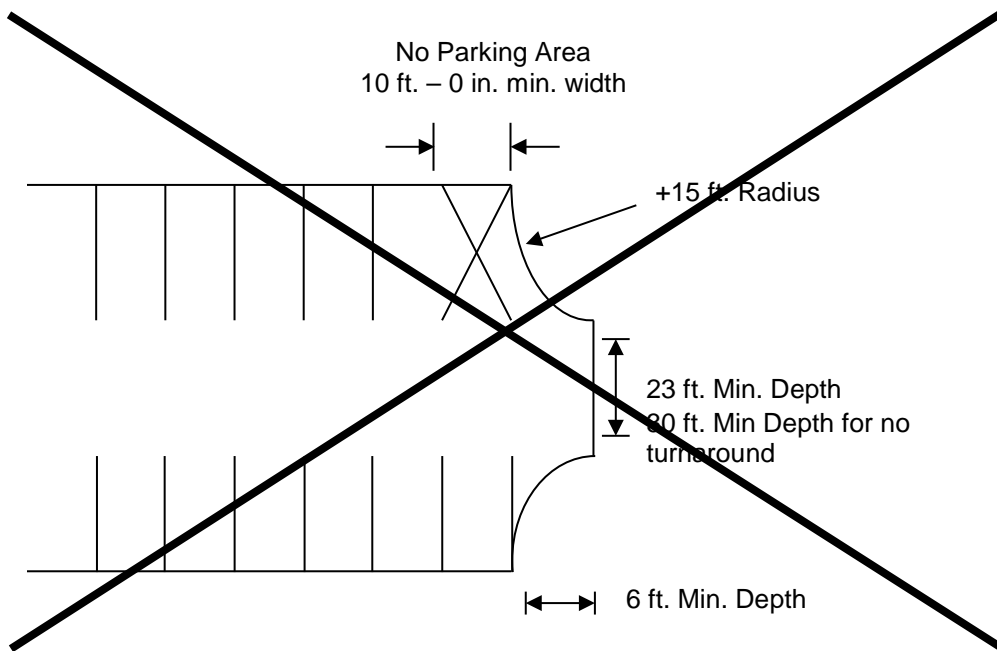 No Parking Area
10 ft. – 0 in. min. width
+15 ft. Radius
23 ft. Min. Depth
30 ft. Min Depth for no
turnaround
6 ft. Min. Depth